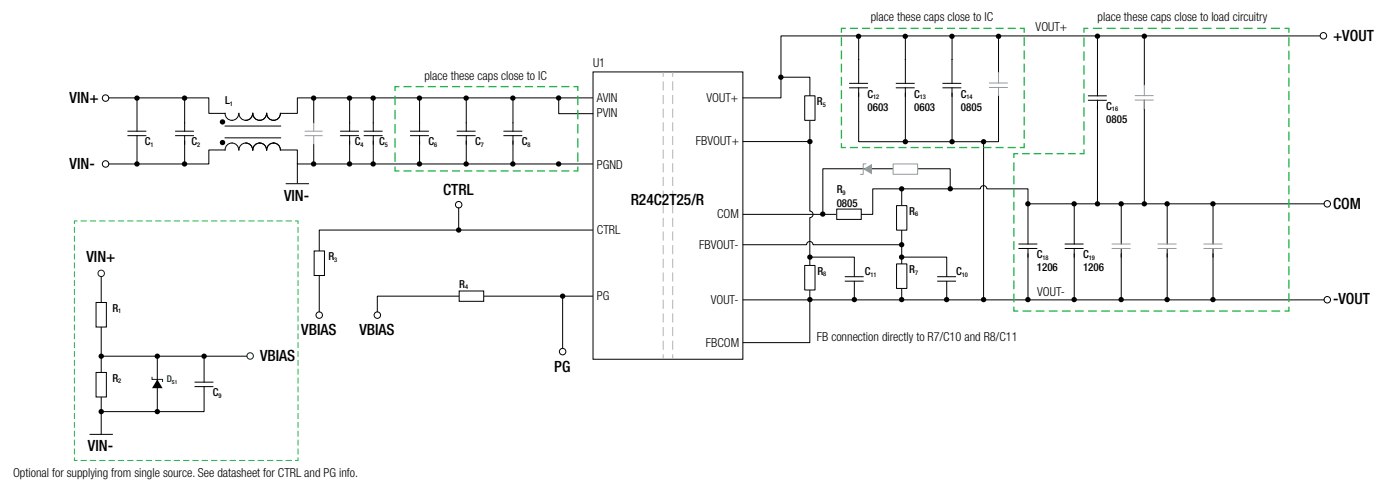 place these caps close to IC
place these caps close to load circuitry
VOUT+
+VOUT
U1
place these caps close to IC
L1
VIN+
AVIN
VOUT+
C12
0603
C13
0603
C14
0805
C16
0805
PVIN
R5
C1
C2
C4
C5
C6
C7
C8
FBVOUT+
VIN-
PGND
VIN-
CTRL
R24C2T25/R
R9
0805
COM
COM
R6
CTRL
FBVOUT-
R3
C18
1206
C19
1206
VIN+
R8
C11
R7
C10
R4
PG
VOUT-
VOUT-
-VOUT
R1
VBIAS
VBIAS
FBCOM
FB connection directly to R7/C10 and R8/C11
VBIAS
PG
R2
DS1
C9
VIN-
Optional for supplying from single source. See datasheet for CTRL and PG info.